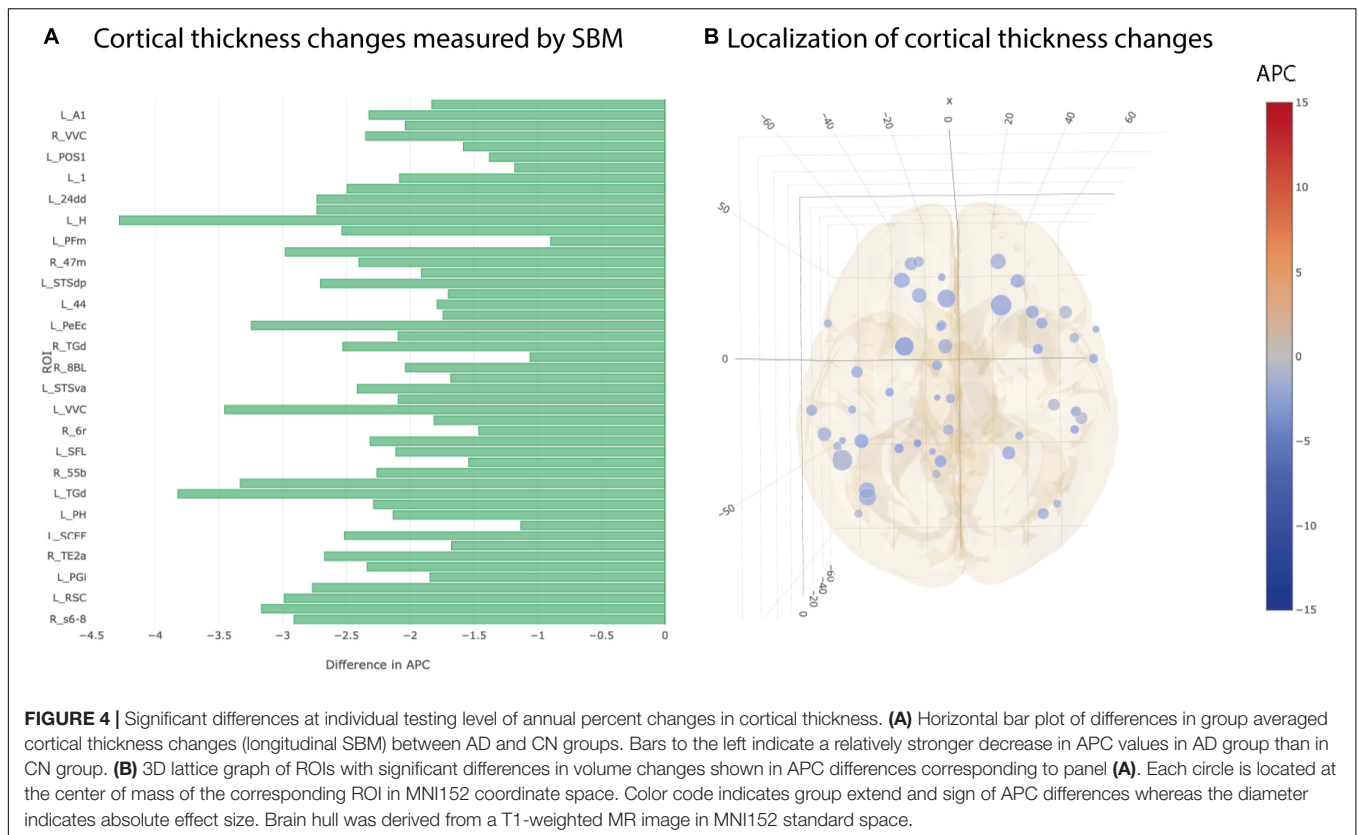 A Cortical thickness changes measured by SBM
L_A1
R_VVC
L_POS1
L_1
L_24dd
L_H
L_PFm
R_47m
L_STSdp
L_44
L_PeEc
R_TGd
R_8BL
L_STSva
L_VVC
R_6r
L_SFL
R_55b
L_TGd
L_PH
L_SCEF
R_TE2a
L_PGi
L_RSC
R_s6-8
ROI
−4.5 −4 −3.5 −3 −2.5 −2 −1.5 −1 −0.5 0
Difference in APC
B Localization of cortical thickness changes
x
−60 −40 −20 0 20 40 60
50
0
−50
−60
−40
−20
0
APC
15
10
5
0
−5
−10
−15
FIGURE 4 | Significant differences at individual testing level of annual percent changes in cortical thickness. (A) Horizontal bar plot of differences in group averaged
cortical thickness changes (longitudinal SBM) between AD and CN groups. Bars to the left indicate a relatively stronger decrease in APC values in AD group than in
CN group. (B) 3D lattice graph of ROIs with significant differences in volume changes shown in APC differences corresponding to panel (A). Each circle is located at
the center of mass of the corresponding ROI in MNI152 coordinate space. Color code indicates group extend and sign of APC differences whereas the diameter
indicates absolute effect size. Brain hull was derived from a T1-weighted MR image in MNI152 standard space.